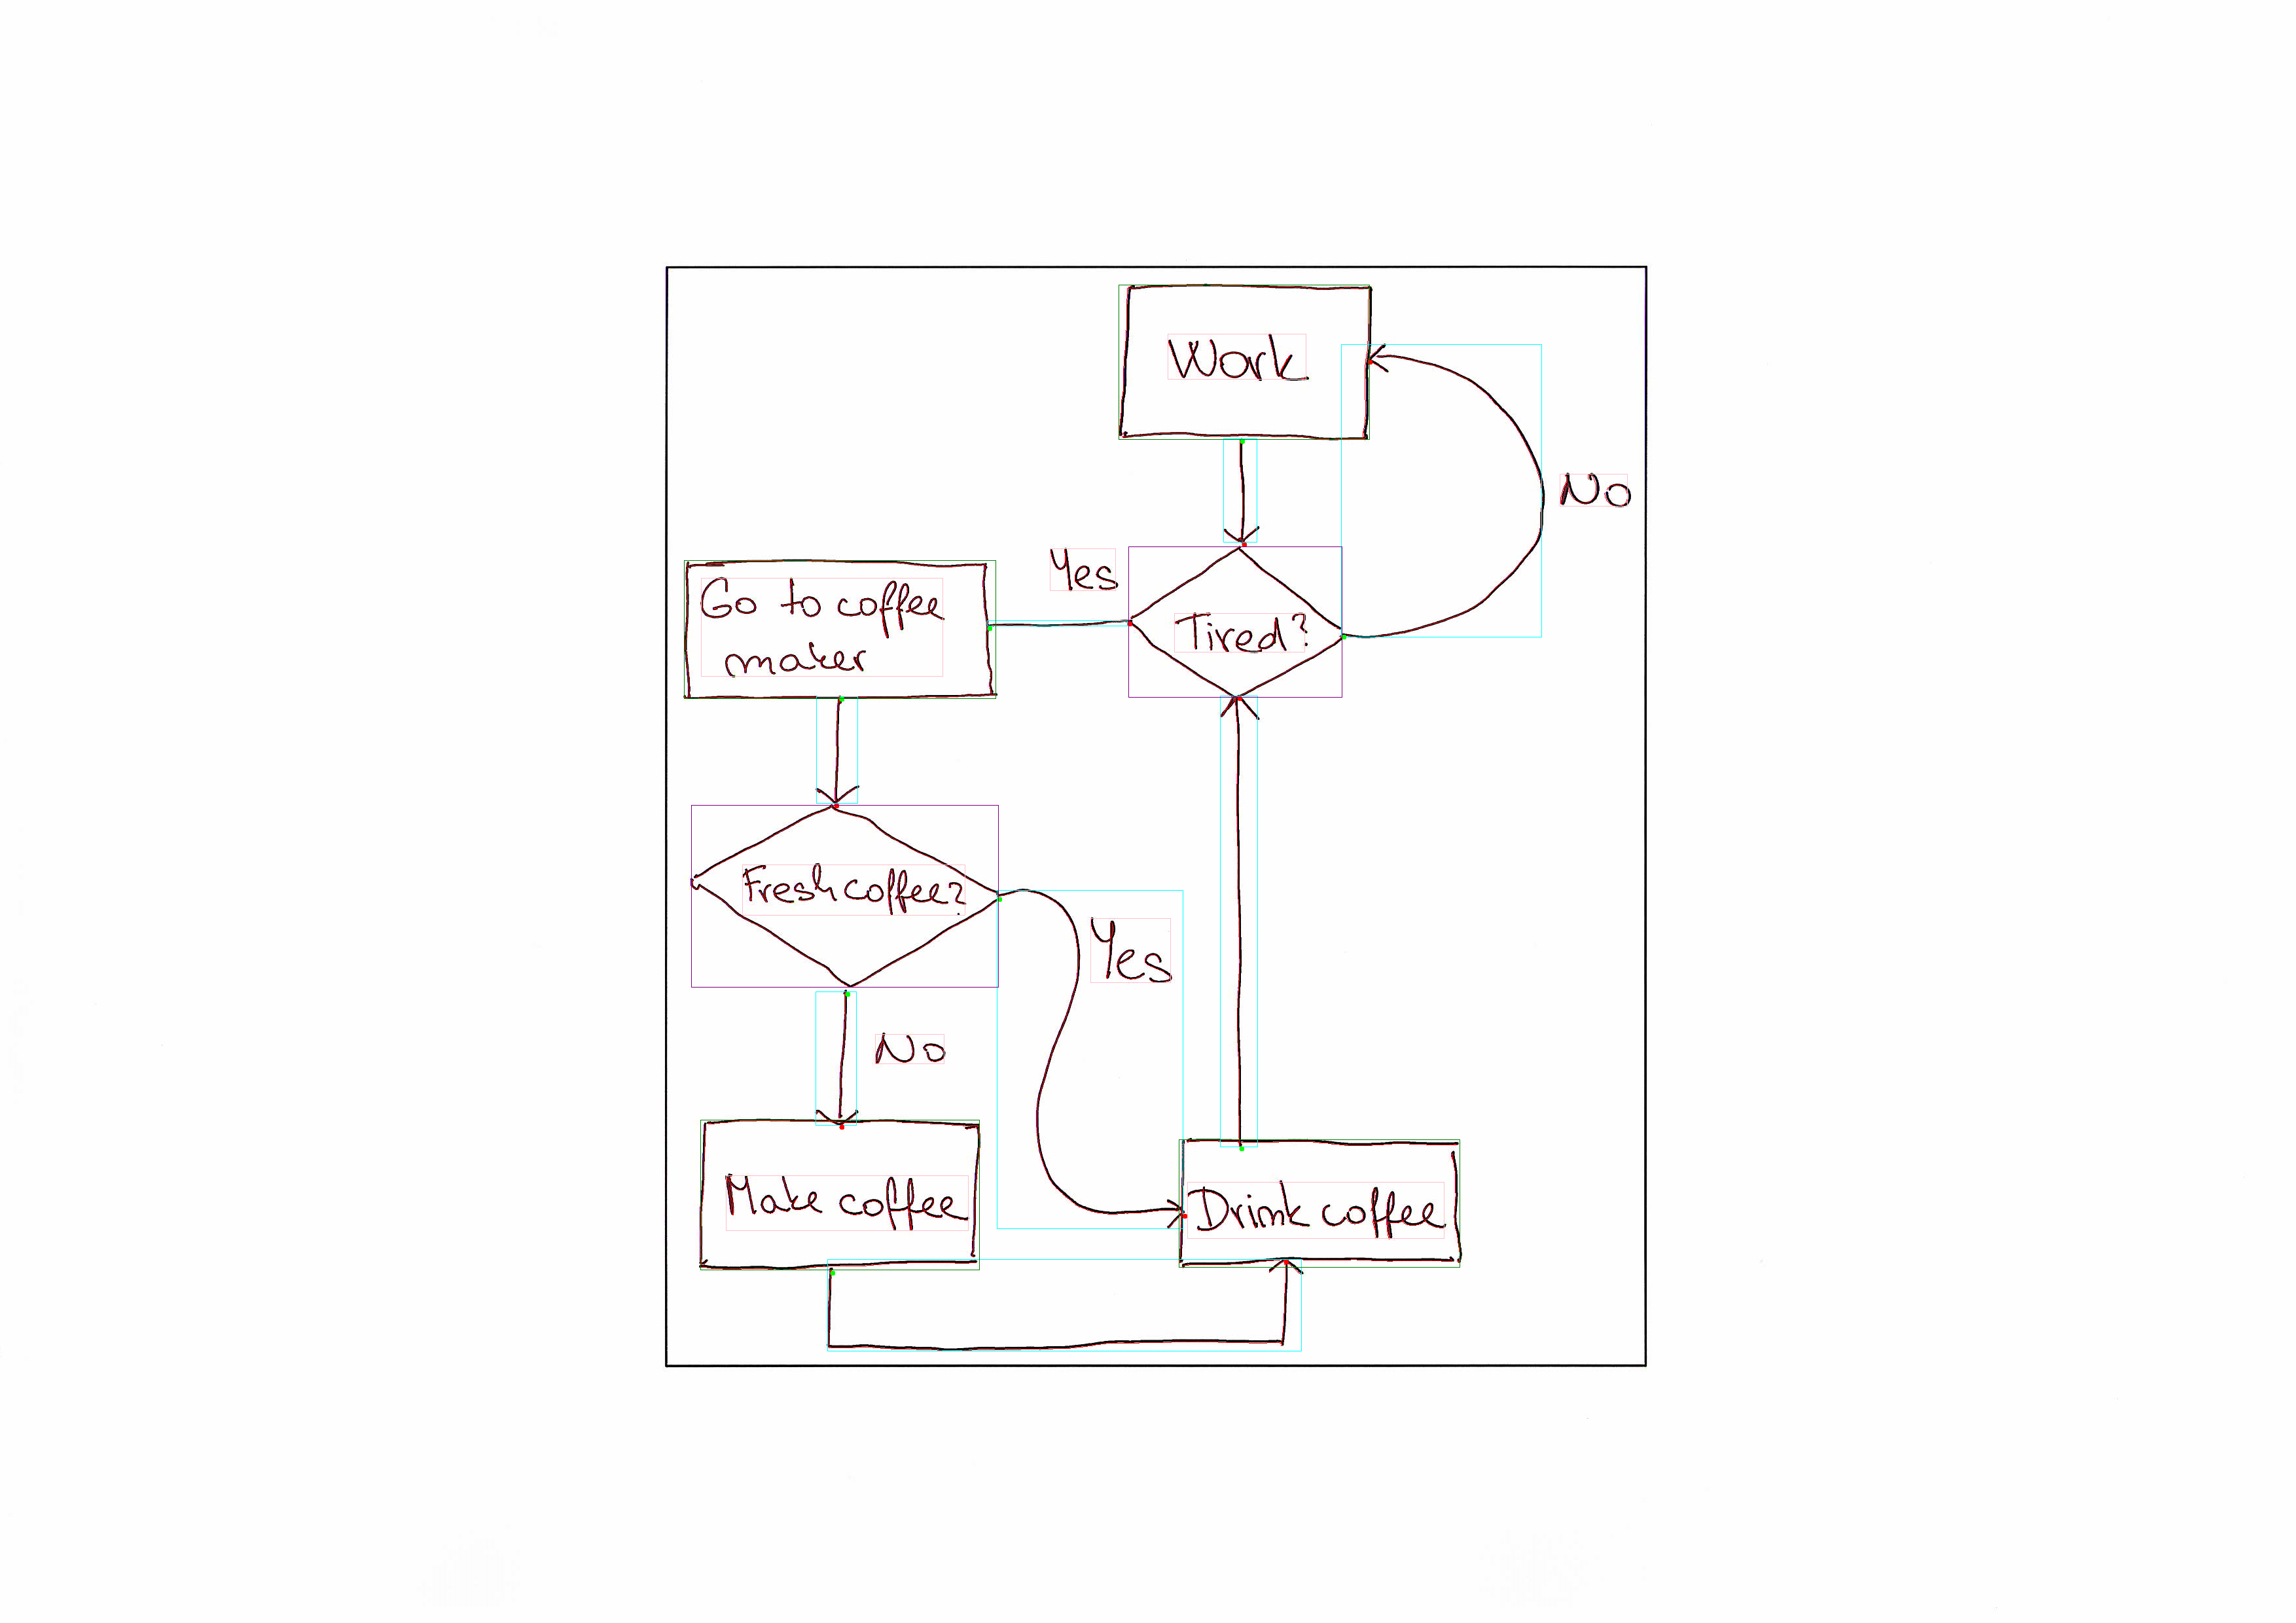 Work
No
Yes
Go to coffee
maker
Tired?
Fresh coffee?
Yes
No
Make coffee
Drink coffee